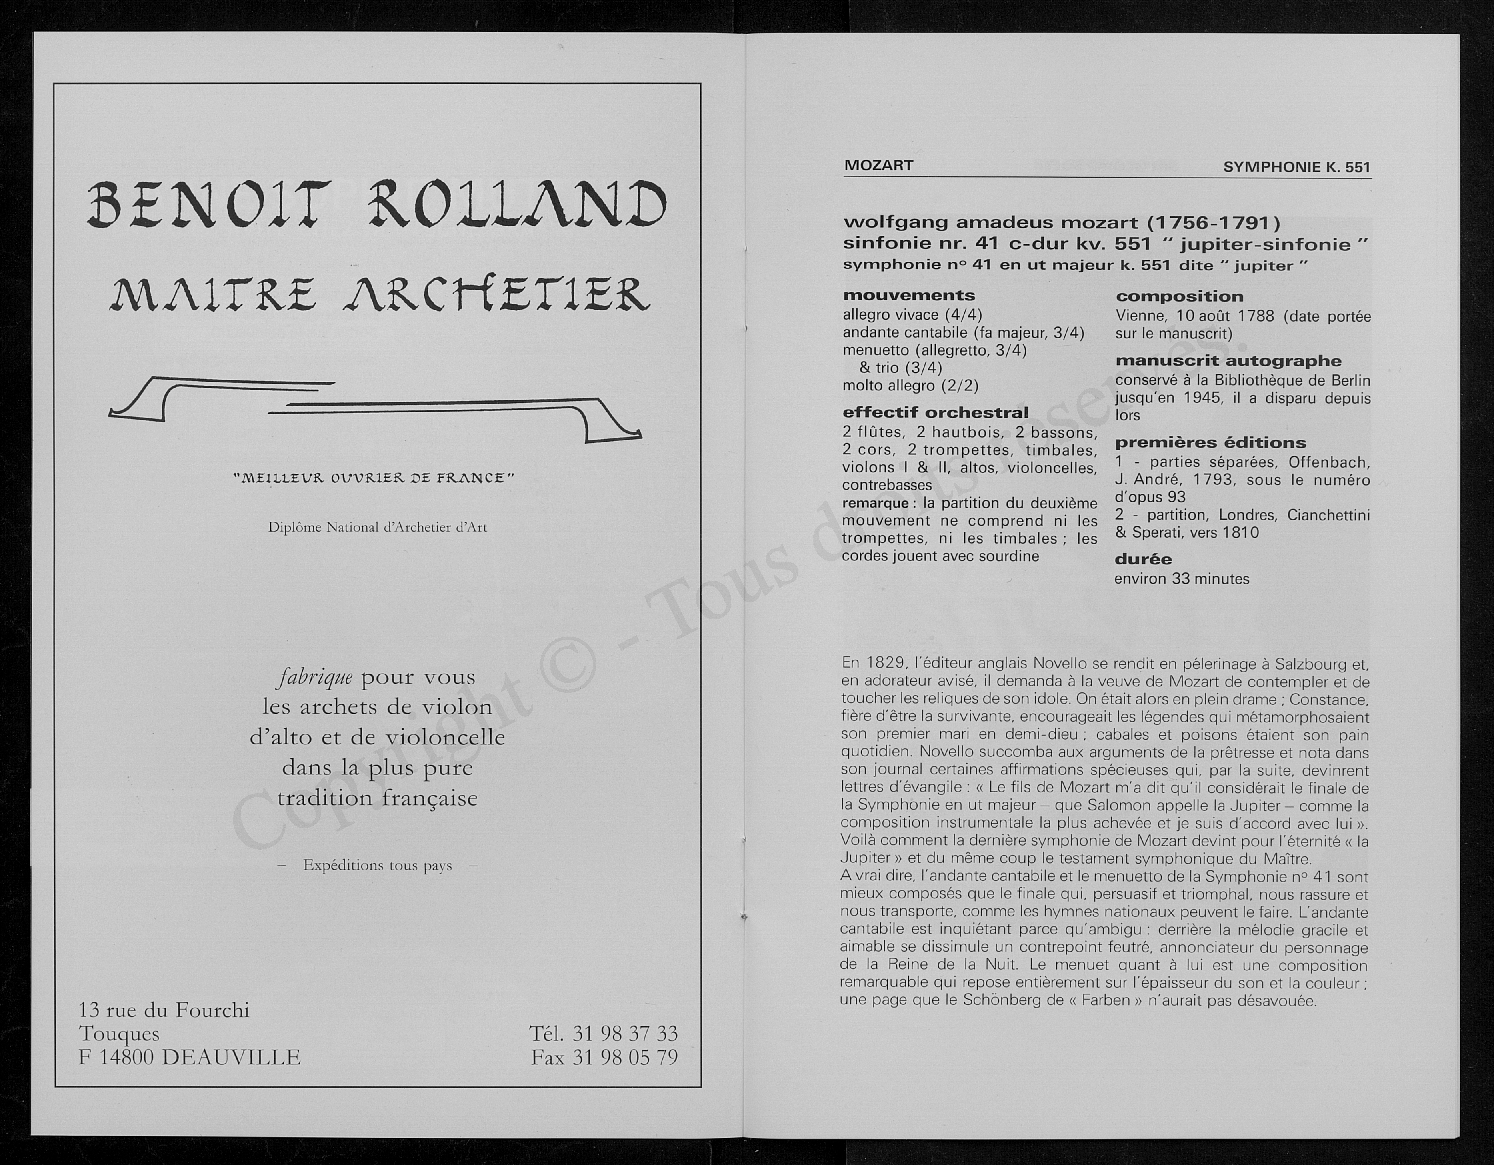 BENOIT ROLLAND
MAITRE ARCHETIER
"MEILLEUR OUVRIER DE FRANCE"
Diplôme National d'Archetier d'Art
fabrique pour vous
les archets de violon
d'alto et de violoncelle
dans la plus pure
tradition française
– Expéditions tous pays –
13 rue du Fourchi
Touques
F 14800 DEAUVILLE
Tél. 31 98 37 33
Fax 31 98 05 79
MOZART SYMPHONIE K. 551
wolfgang amadeus mozart (1756-1791)
sinfonie nr. 41 c-dur kv. 551 " jupiter-sinfonie "
symphonie n° 41 en ut majeur k. 551 dite " jupiter "
mouvements
allegro vivace (4/4)
andante cantabile (fa majeur, 3/4)
menuetto (allegretto, 3/4)
& trio (3/4)
molto allegro (2/2)
effectif orchestral
2 flûtes, 2 hautbois, 2 bassons,
2 cors, 2 trompettes, timbales,
violons I & II, altos, violoncelles,
contrebasses
remarque : la partition du deuxième
mouvement ne comprend ni les
trompettes, ni les timbales ; les
cordes jouent avec sourdine
composition
Vienne, 10 août 1788 (date portée
sur le manuscrit)
manuscrit autographe
conservé à la Bibliothèque de Berlin
jusqu'en 1945, il a disparu depuis
lors
premières éditions
1 - parties séparées, Offenbach,
J. André, 1793, sous le numéro
d'opus 93
2 - partition, Londres, Cianchettini
& Sperati, vers 1810
durée
environ 33 minutes
En 1829, l'éditeur anglais Novello se rendit en pélerinage à Salzbourg et,
en adorateur avisé, il demanda à la veuve de Mozart de contempler et de
toucher les reliques de son idole. On était alors en plein drame ; Constance,
fière d'être la survivante, encourageait les légendes qui métamorphosaient
son premier mari en demi-dieu ; cabales et poisons étaient son pain
quotidien. Novello succomba aux arguments de la prêtresse et nota dans
son journal certaines affirmations spécieuses qui, par la suite, devinrent
lettres d'évangile : « Le fils de Mozart m'a dit qu'il considérait le finale de
la Symphonie en ut majeur – que Salomon appelle la Jupiter – comme la
composition instrumentale la plus achevée et je suis d'accord avec lui ».
Voilà comment la dernière symphonie de Mozart devint pour l'éternité « la
Jupiter » et du même coup le testament symphonique du Maître.
A vrai dire, l'andante cantabile et le menuetto de la Symphonie n° 41 sont
mieux composés que le finale qui, persuasif et triomphal, nous rassure et
nous transporte, comme les hymnes nationaux peuvent le faire. L'andante
cantabile est inquiétant parce qu'ambigu : derrière la mélodie gracile et
aimable se dissimule un contrepoint feutré, annonciateur du personnage
de la Reine de la Nuit. Le menuet quant à lui est une composition
remarquable qui repose entièrement sur l'épaisseur du son et la couleur ;
une page que le Schönberg de « Farben » n'aurait pas désavouée.
Copyright © - Tous droits réservés.